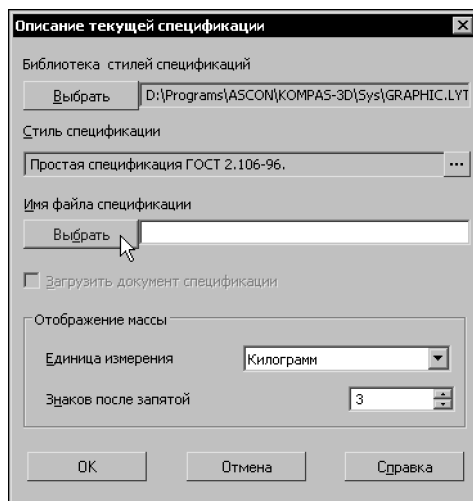 Описание текущей спецификации
Библиотека стилей спецификаций
Выбрать D:\Programs\ASCON\KOMPAS-3D\Sys\GRAPHIC.LYT
Стиль спецификации
Простая спецификация ГОСТ 2.106-96. ...
Имя файла спецификации
Выбрать
Загрузить документ спецификации
Отображение массы
Единица измерения Килограмм
Знаков после запятой 3
OK Отмена Справка